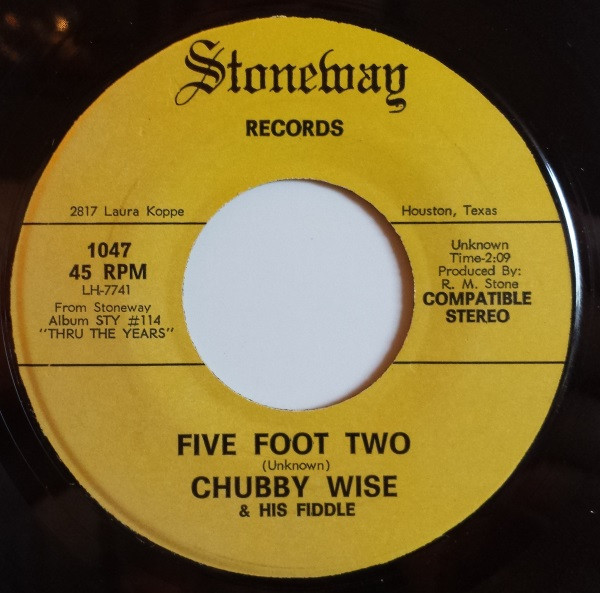 Stoneway
RECORDS
2817 Laura Koppe
Houston, Texas
1047
45 RPM
LH-7741
From Stoneway
Album STY #114
"THRU THE YEARS"
Unknown
Time-2:09
Produced By:
R. M. Stone
COMPATIBLE
STEREO
FIVE FOOT TWO
(Unknown)
CHUBBY WISE
& HIS FIDDLE